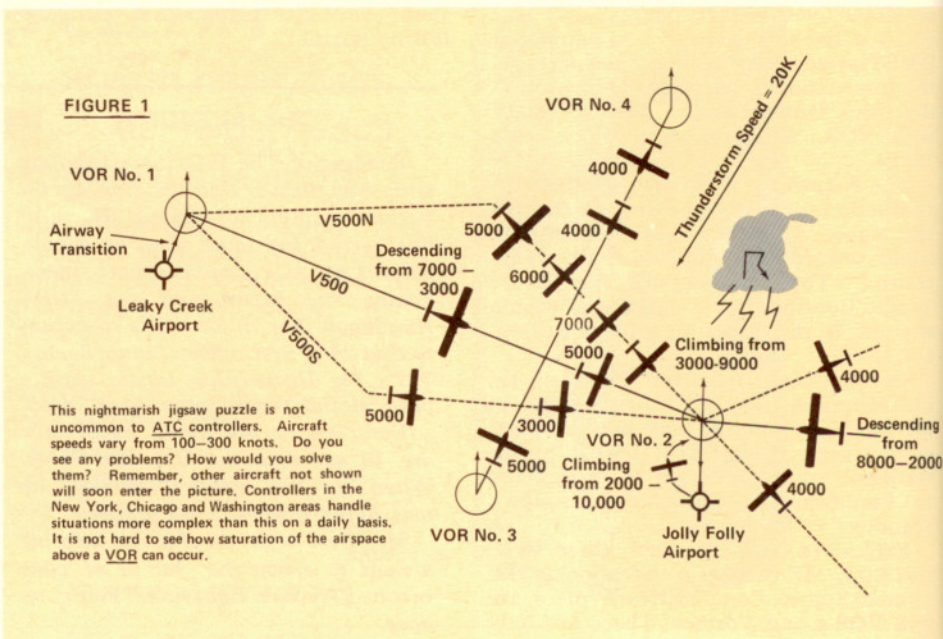 FIGURE 1
VOR No. 4
Thunderstorm Speed = 20K
VOR No. 1
4000
V500N
Airway
Transition
5000
4000
Descending
from 7000 –
3000
6000
V500
Leaky Creek
Airport
7000
Climbing from
3000-9000
V500S
5000
4000
5000
3000
VOR No. 2
Descending
from
8000–2000
5000
Climbing
from 2000 –
10,000
4000
VOR No. 3
Jolly Folly
Airport
This nightmarish jigsaw puzzle is not
uncommon to ATC controllers. Aircraft
speeds vary from 100–300 knots. Do you
see any problems? How would you solve
them? Remember, other aircraft not shown
will soon enter the picture. Controllers in the
New York, Chicago and Washington areas handle
situations more complex than this on a daily basis.
It is not hard to see how saturation of the airspace
above a VOR can occur.